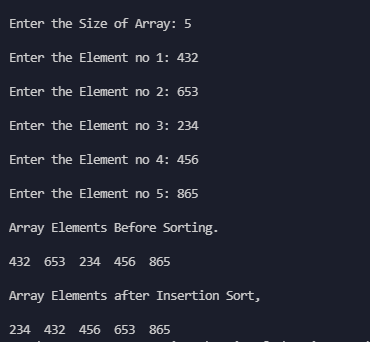 Enter the Size of Array: 5
Enter the Element no 1: 432
Enter the Element no 2: 653
Enter the Element no 3: 234
Enter the Element no 4: 456
Enter the Element no 5: 865
Array Elements Before Sorting.
432  653  234  456  865
Array Elements after Insertion Sort,
234  432  456  653  865